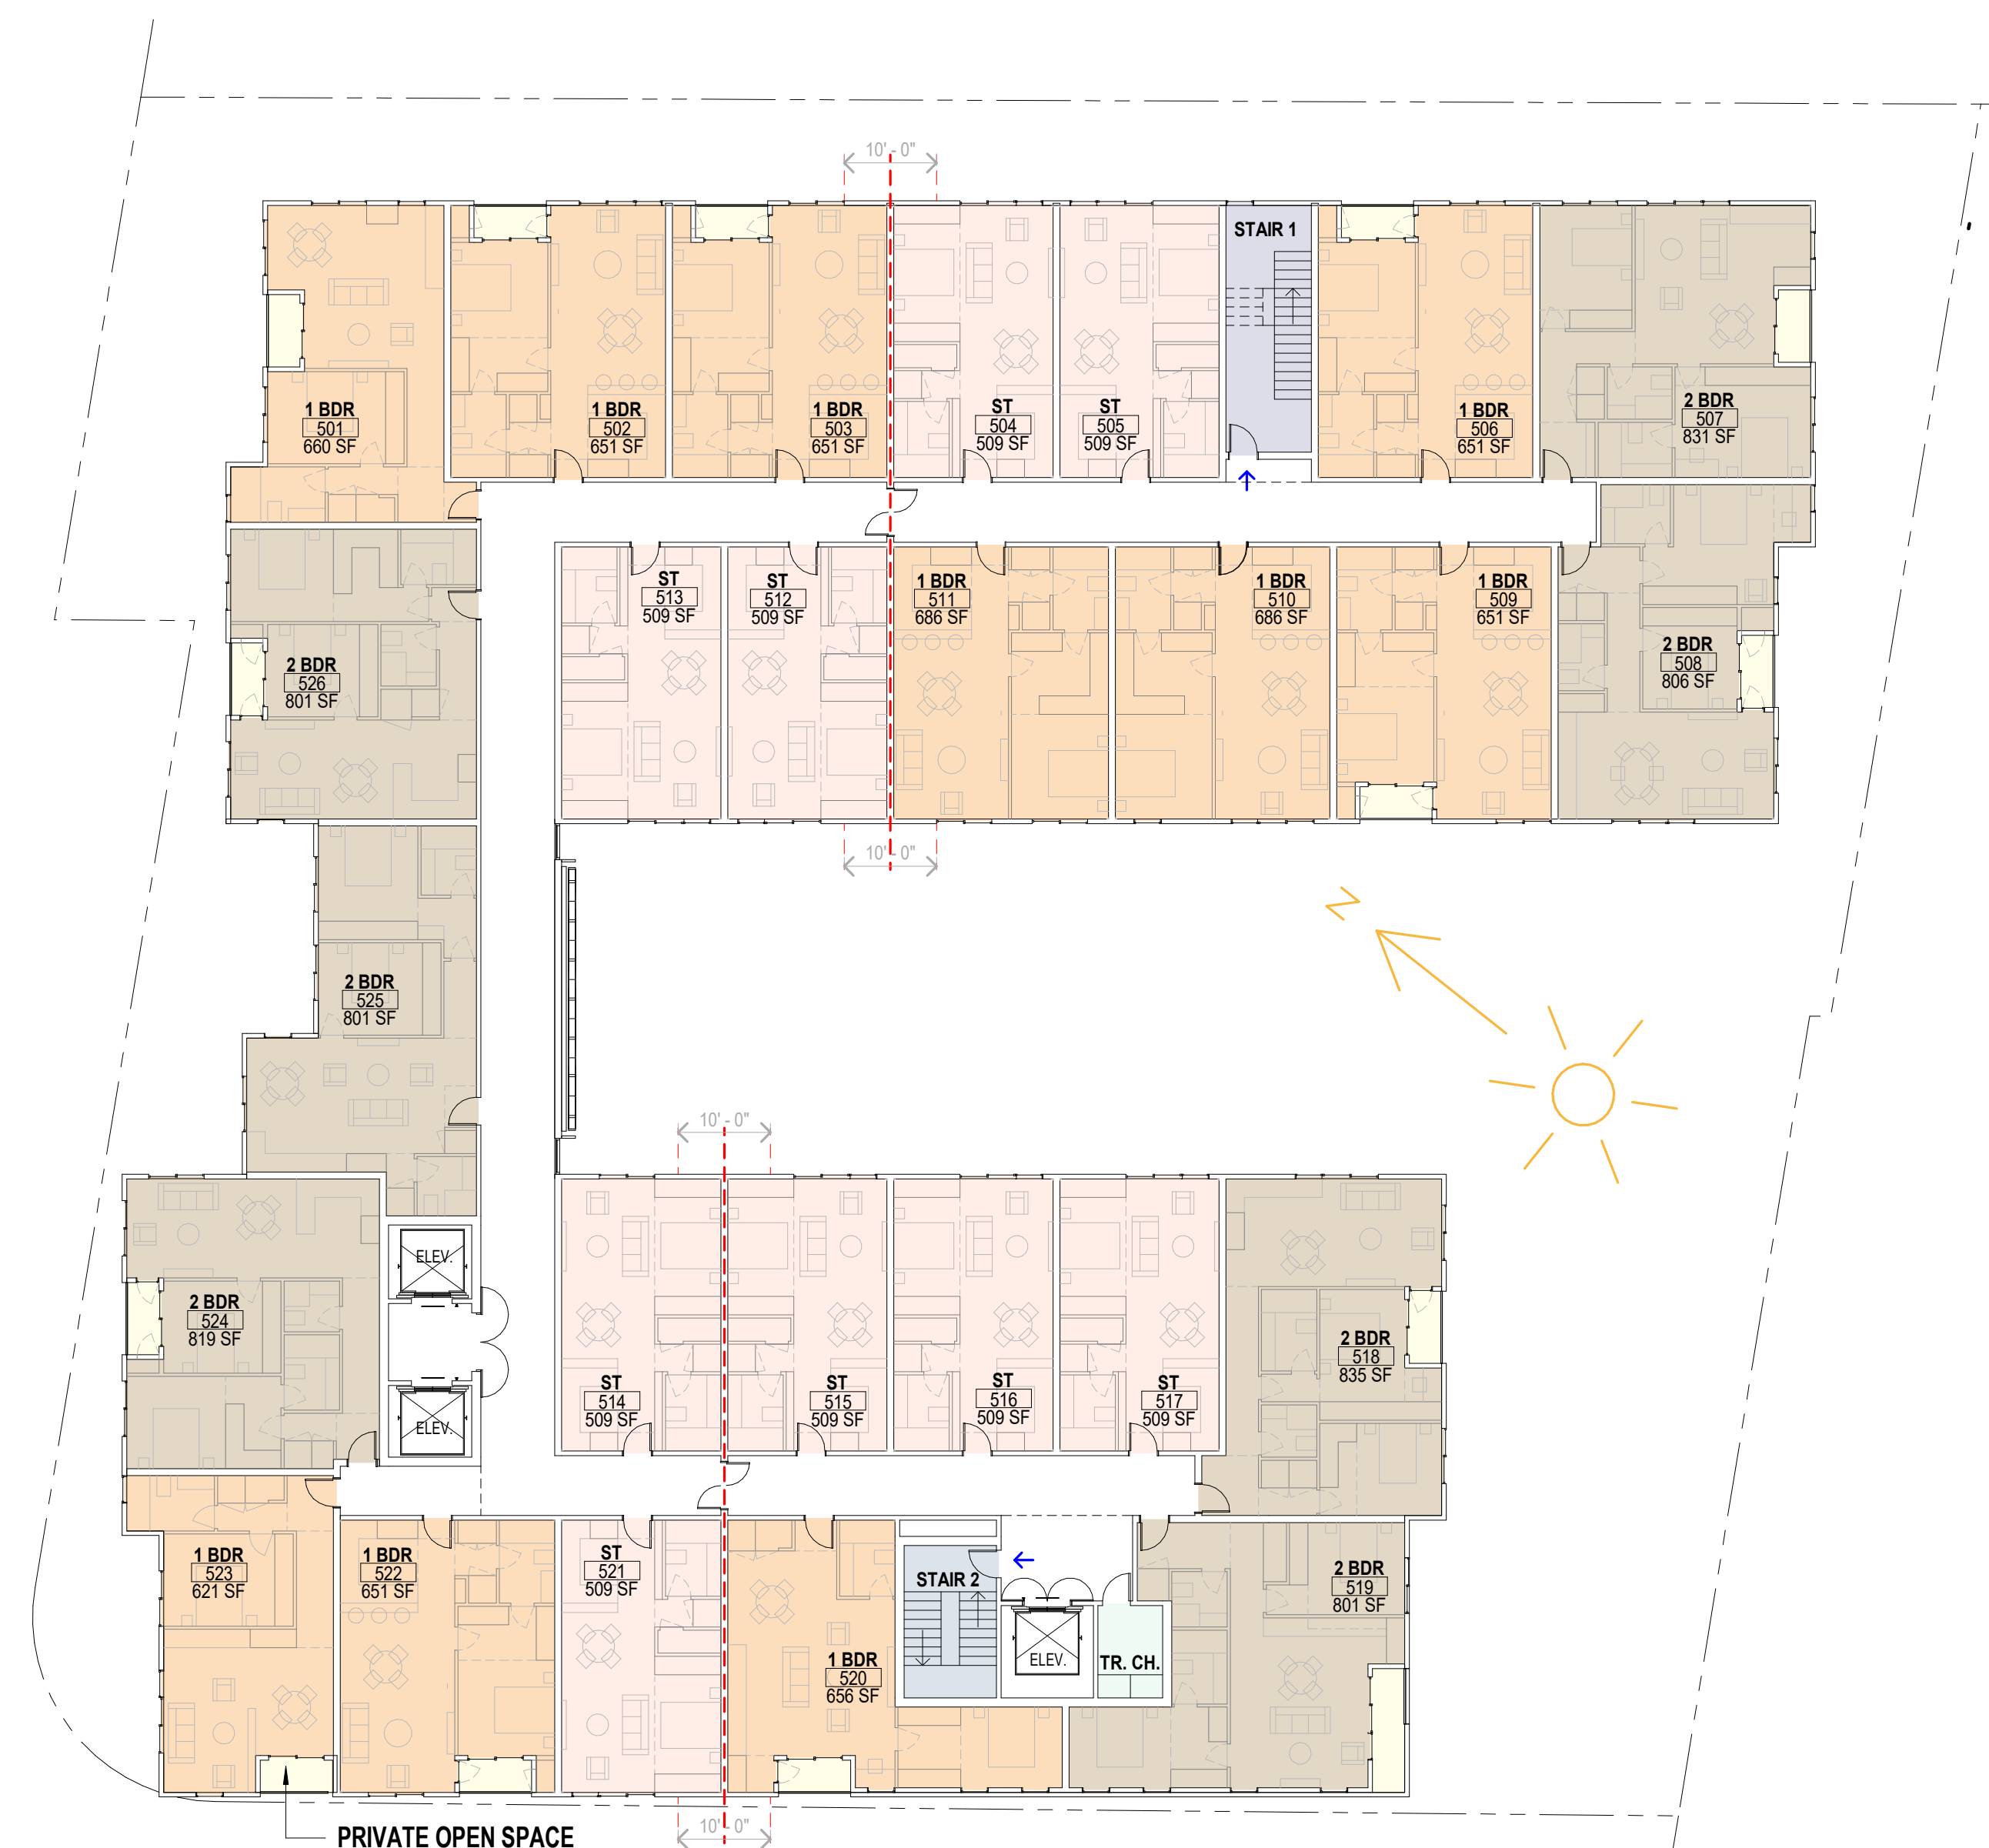 10' - 0"
STAIR 1
1 BDR
501
660 SF
1 BDR
502
651 SF
1 BDR
503
651 SF
ST
504
509 SF
ST
505
509 SF
1 BDR
506
651 SF
2 BDR
507
831 SF
ST
513
509 SF
ST
512
509 SF
1 BDR
511
686 SF
1 BDR
510
686 SF
1 BDR
509
651 SF
2 BDR
508
806 SF
2 BDR
526
801 SF
10' - 0"
N
2 BDR
525
801 SF
10' - 0"
ELEV.
2 BDR
524
819 SF
ELEV.
ST
514
509 SF
ST
515
509 SF
ST
516
509 SF
ST
517
509 SF
2 BDR
518
835 SF
1 BDR
523
621 SF
1 BDR
522
651 SF
ST
521
509 SF
STAIR 2
2 BDR
519
801 SF
1 BDR
520
656 SF
ELEV.
TR. CH.
10' - 0"
PRIVATE OPEN SPACE